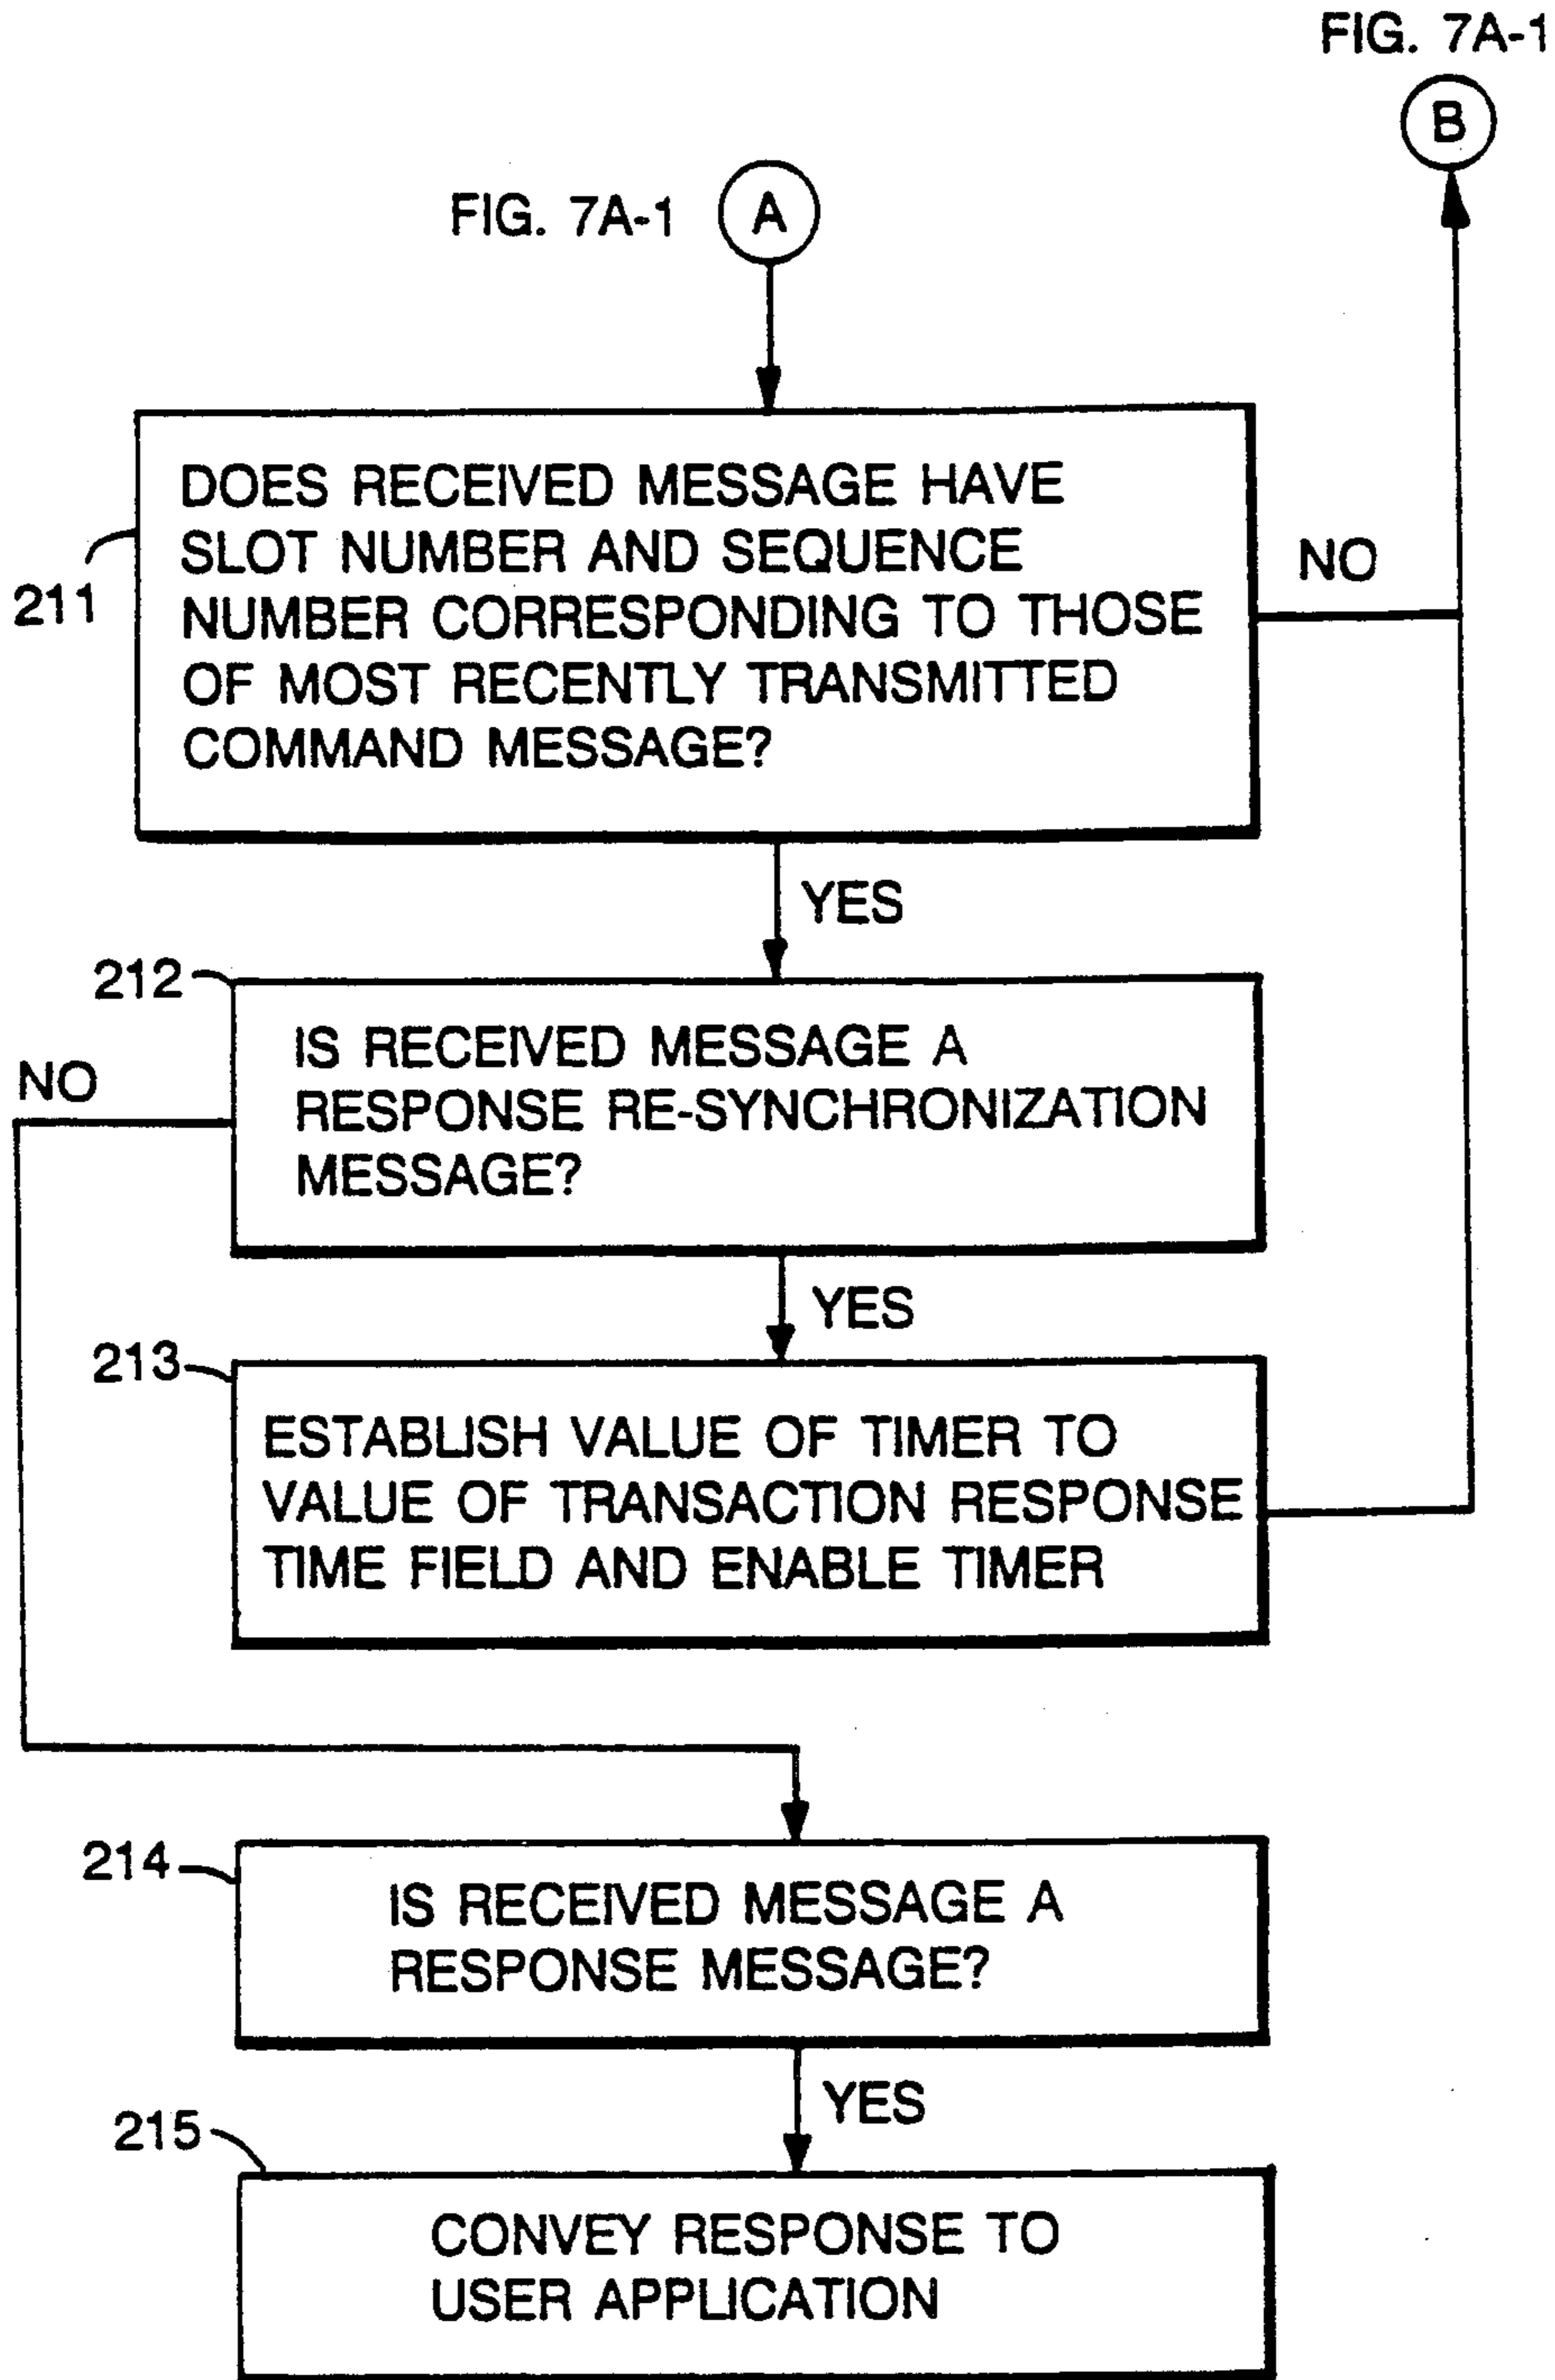 FIG. 7A-1
B
FIG. 7A-1
A
DOES RECEIVED MESSAGE HAVE
SLOT NUMBER AND SEQUENCE
NUMBER CORRESPONDING TO THOSE
OF MOST RECENTLY TRANSMITTED
COMMAND MESSAGE?
211
NO
YES
212
IS RECEIVED MESSAGE A
RESPONSE RE-SYNCHRONIZATION
MESSAGE?
NO
YES
213
ESTABLISH VALUE OF TIMER TO
VALUE OF TRANSACTION RESPONSE
TIME FIELD AND ENABLE TIMER
214
IS RECEIVED MESSAGE A
RESPONSE MESSAGE?
YES
215
CONVEY RESPONSE TO
USER APPLICATION